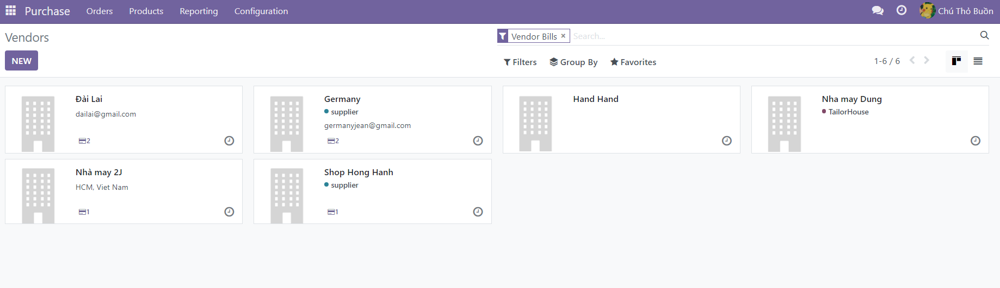 Purchase Orders Products Reporting Configuration Chú Thỏ Buồn
Vendors
Vendor Bills × Search...
NEW
Filters Group By Favorites 1-6 / 6
Đài Lai
dailai@gmail.com
2
Germany
supplier
germanyjean@gmail.com
2
Hand Hand
Nha may Dung
TailorHouse
Nhà may 2J
HCM, Viet Nam
1
Shop Hong Hanh
supplier
1